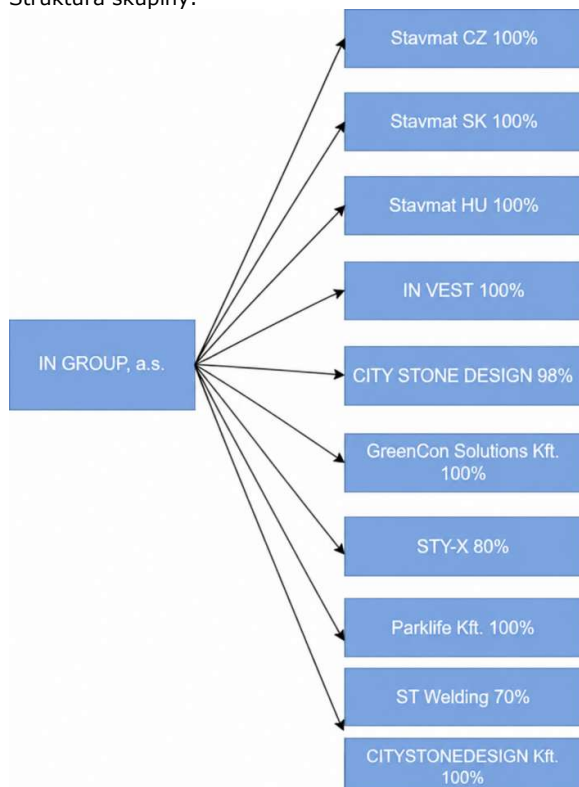 Struktura skupiny:
Stavmat CZ 100%
Stavmat SK 100%
Stavmat HU 100%
IN VEST 100%
IN GROUP, a.s.
CITY STONE DESIGN 98%
GreenCon Solutions Kft.
100%
STY-X 80%
Parklife Kft. 100%
ST Welding 70%
CITYSTONEDESIGN Kft.
100%